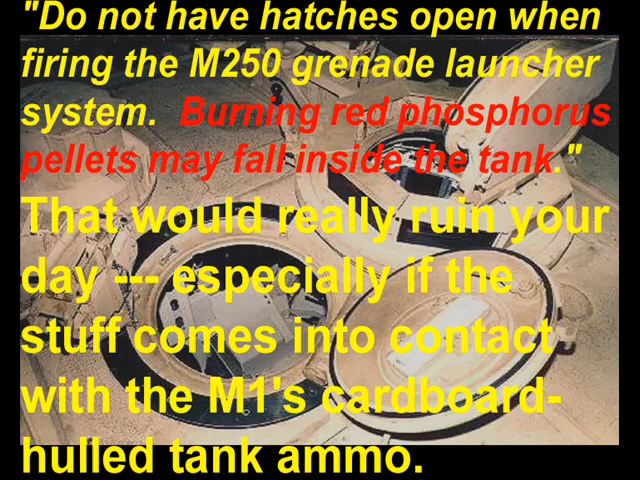 "Do not have hatches open when
firing the M250 grenade launcher
system.  Burning red phosphorus
pellets may fall inside the tank."
That would really ruin your
day --- especially if the
stuff comes into contact
with the M1's cardboard-
hulled tank ammo.